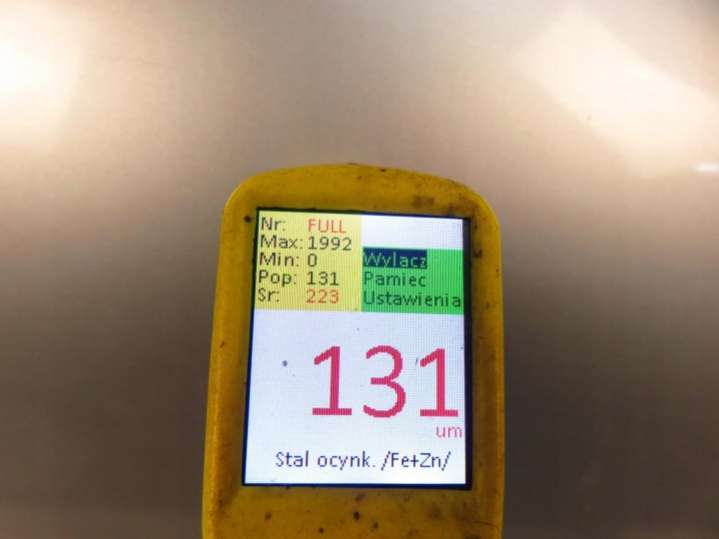 Nr: FULL
Max: 1992
Min: 0
Pop: 131
Sr: 223
Wylacz
Pamiec
Ustawienia
131
um
Stal ocynk. /Fe+Zn/